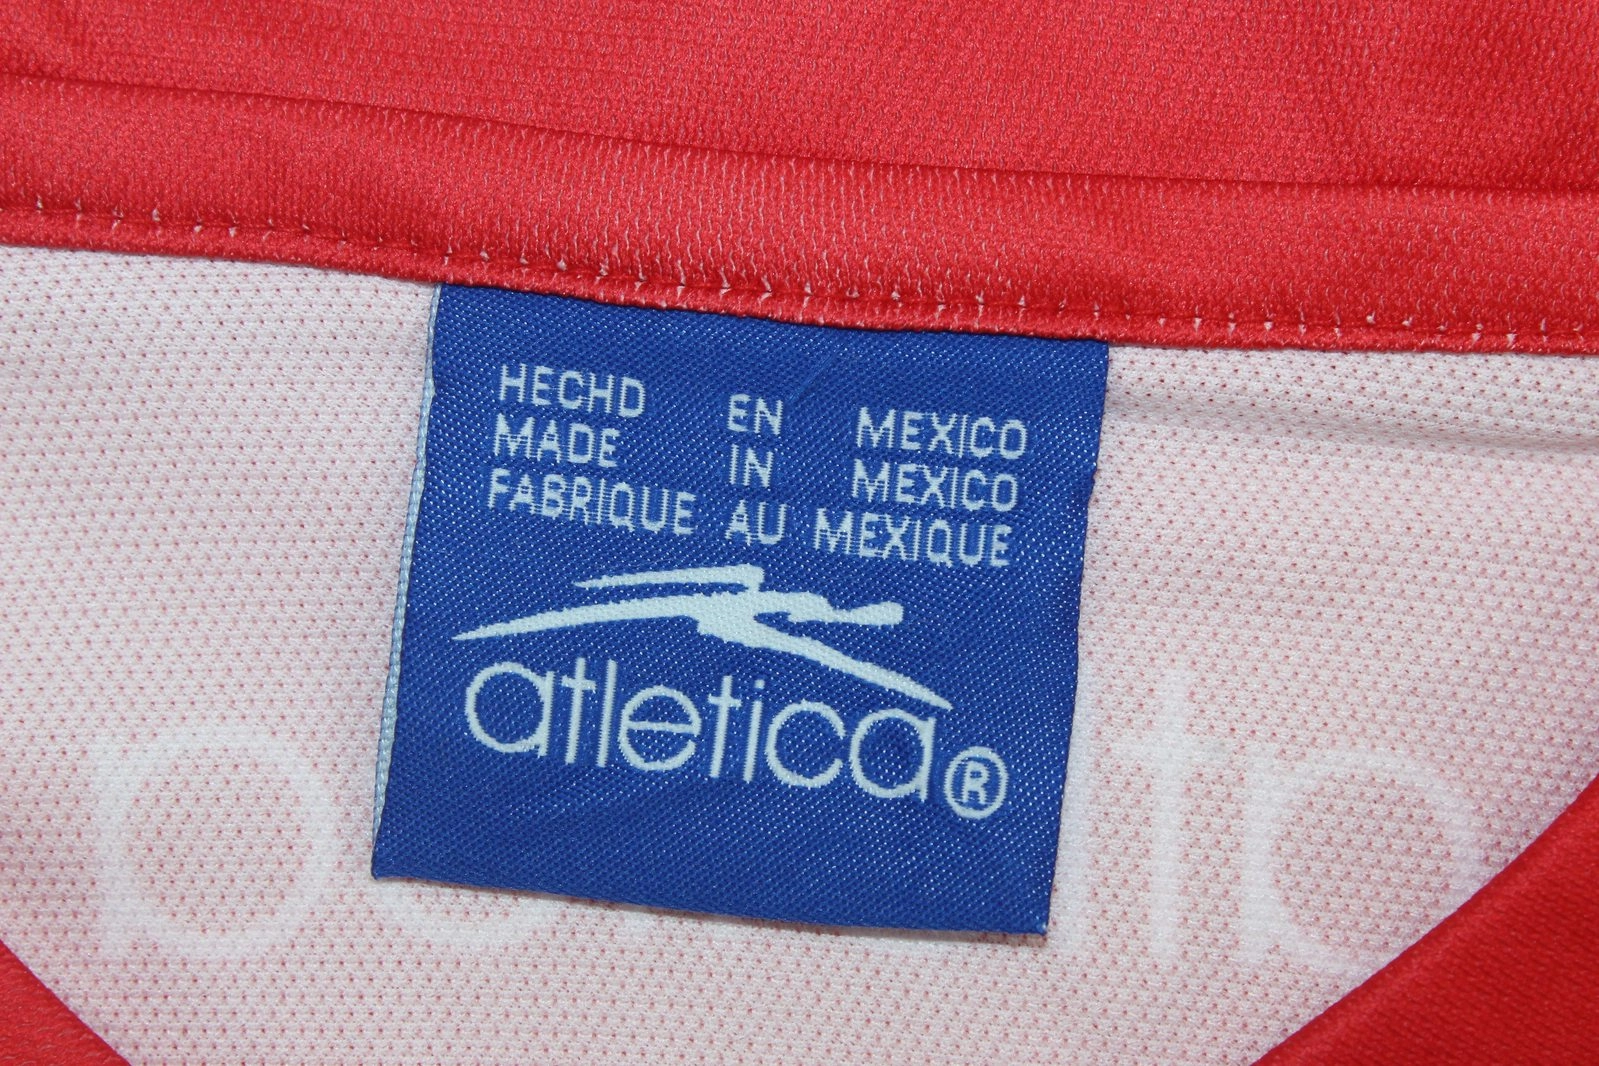 HECHD EN MEXICO
MADE IN MEXICO
FABRIQUE AU MEXIQUE
atletica®